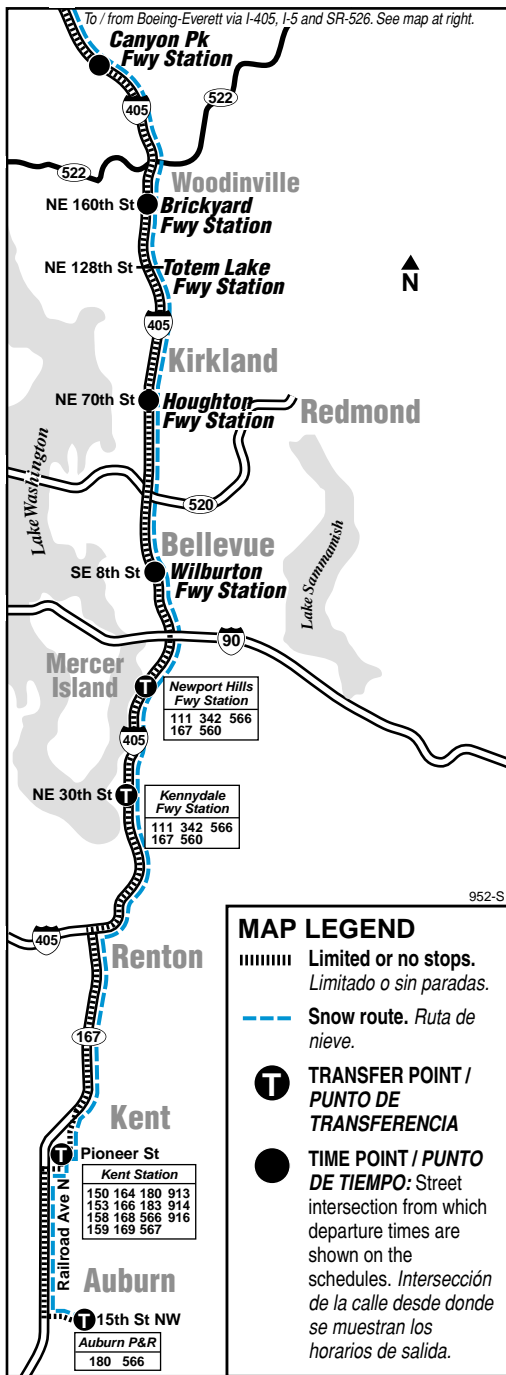 To / from Boeing-Everett via I-405, I-5 and SR-526. See map at right.
Canyon Pk
Fwy Station
405
522
522
Woodinville
NE 160th St
Brickyard
Fwy Station
NE 128th St
Totem Lake
Fwy Station
N
405
Kirkland
NE 70th St
Houghton
Fwy Station
Redmond
Lake Washington
520
Bellevue
SE 8th St
Wilburton
Fwy Station
Lake Sammamish
90
Mercer
Island
T
Newport Hills
Fwy Station
111 342 566
167 560
405
NE 30th St
T
Kennydale
Fwy Station
111 342 566
167 560
952-S
405
Renton
167
Kent
T
Pioneer St
Kent Station
150 164 180 913
153 166 183 914
158 168 566 916
159 169 567
Railroad Ave N
Auburn
T
15th St NW
Auburn P&R
180 566
MAP LEGEND
Limited or no stops.
Limitado o sin paradas.
Snow route. Ruta de
nieve.
T
TRANSFER POINT /
PUNTO DE
TRANSFERENCIA
TIME POINT / PUNTO
DE TIEMPO: Street
intersection from which
departure times are
shown on the
schedules. Intersección
de la calle desde donde
se muestran los
horarios de salida.